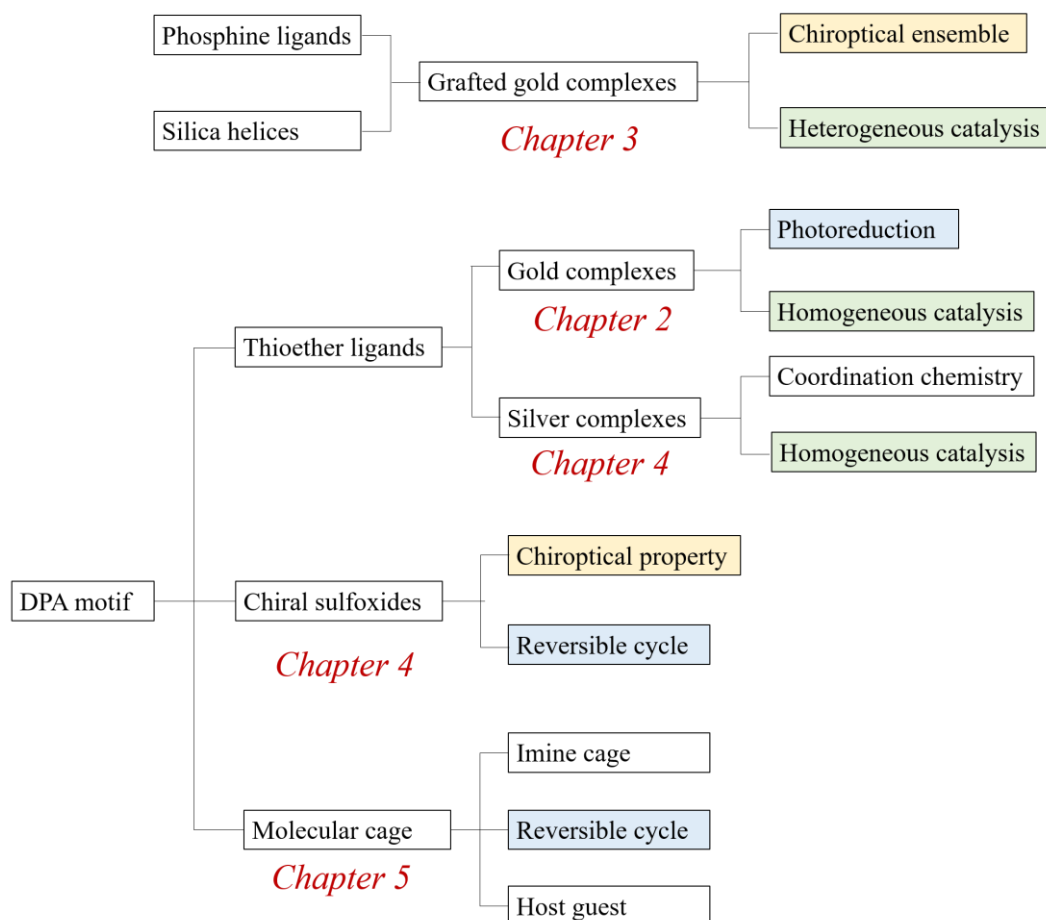 Phosphine ligands
Silica helices
Grafted gold complexes
Chapter 3
Chiroptical ensemble
Heterogeneous catalysis
DPA motif
Thioether ligands
Gold complexes
Chapter 2
Photoreduction
Homogeneous catalysis
Silver complexes
Chapter 4
Coordination chemistry
Homogeneous catalysis
Chiral sulfoxides
Chapter 4
Chiroptical property
Reversible cycle
Molecular cage
Chapter 5
Imine cage
Reversible cycle
Host guest